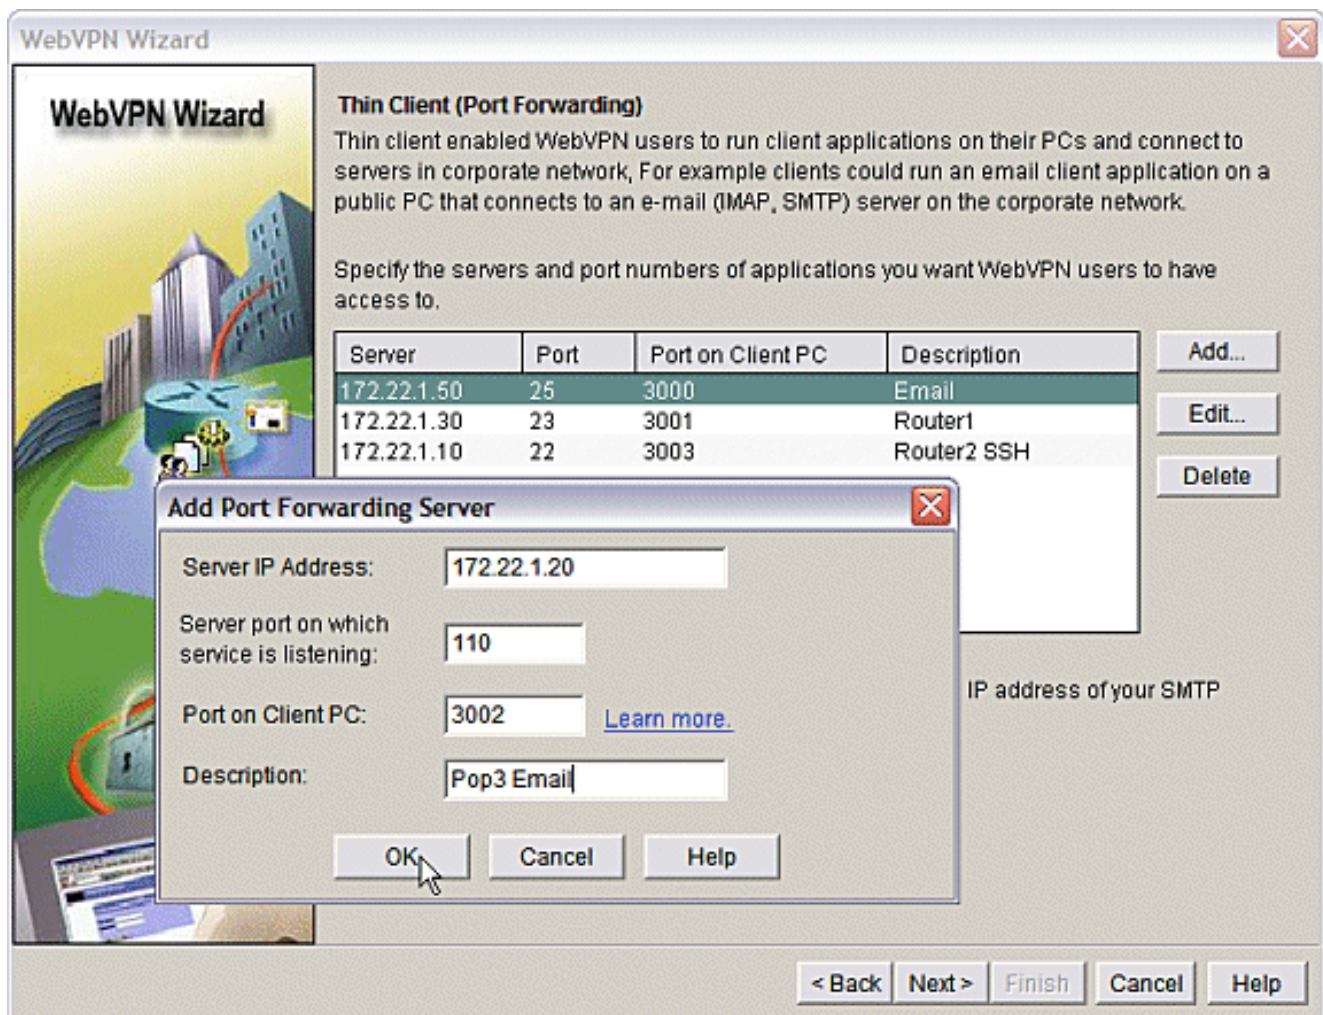 WebVPN Wizard
WebVPN Wizard
Thin Client (Port Forwarding)
Thin client enabled WebVPN users to run client applications on their PCs and connect to
servers in corporate network, For example clients could run an email client application on a
public PC that connects to an e-mail (IMAP, SMTP) server on the corporate network.
Specify the servers and port numbers of applications you want WebVPN users to have
access to.
Server Port Port on Client PC Description
172.22.1.50 25 3000 Email
172.22.1.30 23 3001 Router1
172.22.1.10 22 3003 Router2 SSH
Add...
Edit...
Delete
Add Port Forwarding Server
Server IP Address: 172.22.1.20
Server port on which
service is listening: 110
Port on Client PC: 3002 Learn more.
Description: Pop3 Email
OK Cancel Help
IP address of your SMTP
< Back Next > Finish Cancel Help